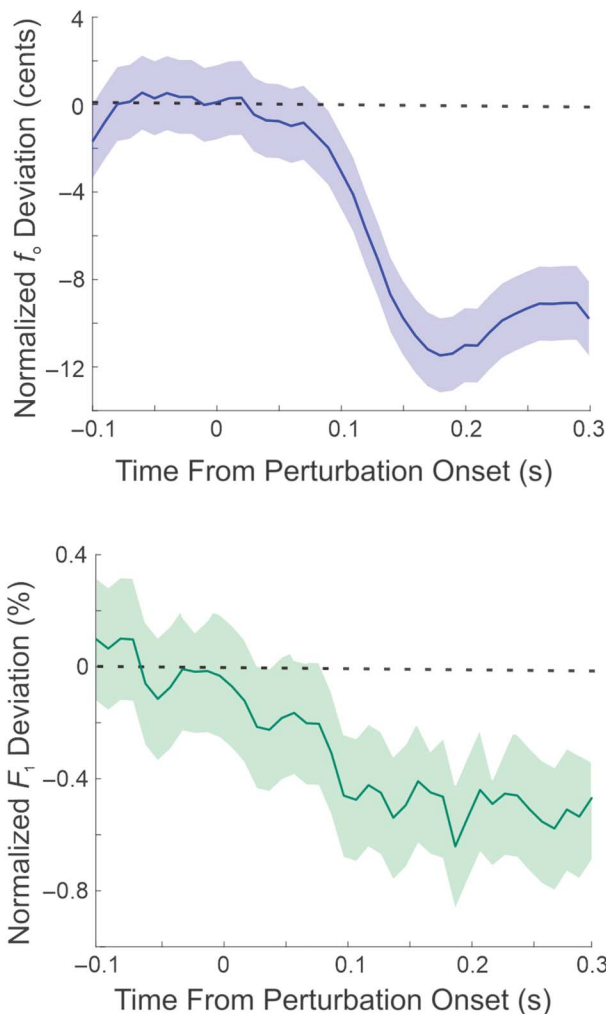 Normalized fₒ Deviation (cents)
4
0
−4
−8
−12
−0.1 0 0.1 0.2 0.3
Time From Perturbation Onset (s)
Normalized F₁ Deviation (%)
0.4
0
−0.4
−0.8
−0.1 0 0.1 0.2 0.3
Time From Perturbation Onset (s)